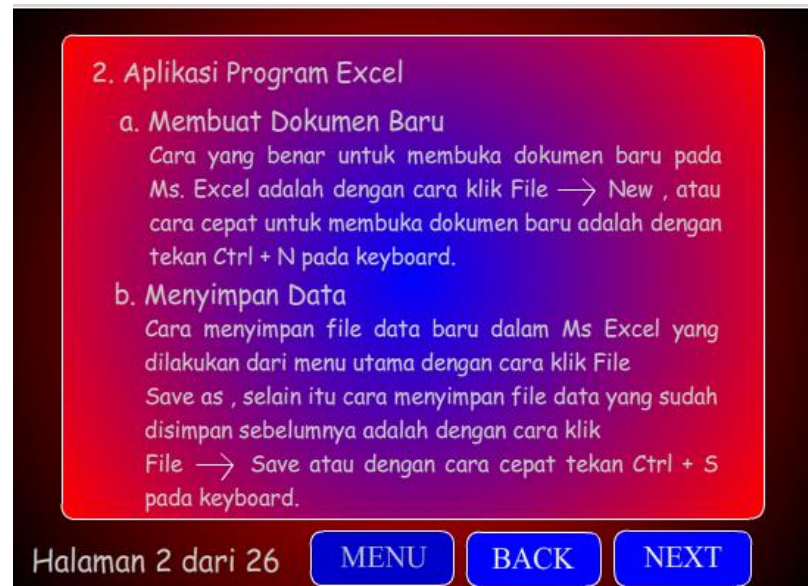 2. Aplikasi Program Excel
a. Membuat Dokumen Baru
Cara yang benar untuk membuka dokumen baru pada
Ms. Excel adalah dengan cara klik File → New , atau
cara cepat untuk membuka dokumen baru adalah dengan
tekan Ctrl + N pada keyboard.
b. Menyimpan Data
Cara menyimpan file data baru dalam Ms Excel yang
dilakukan dari menu utama dengan cara klik File
Save as , selain itu cara menyimpan file data yang sudah
disimpan sebelumnya adalah dengan cara klik
File → Save atau dengan cara cepat tekan Ctrl + S
pada keyboard.
Halaman 2 dari 26 MENU BACK NEXT